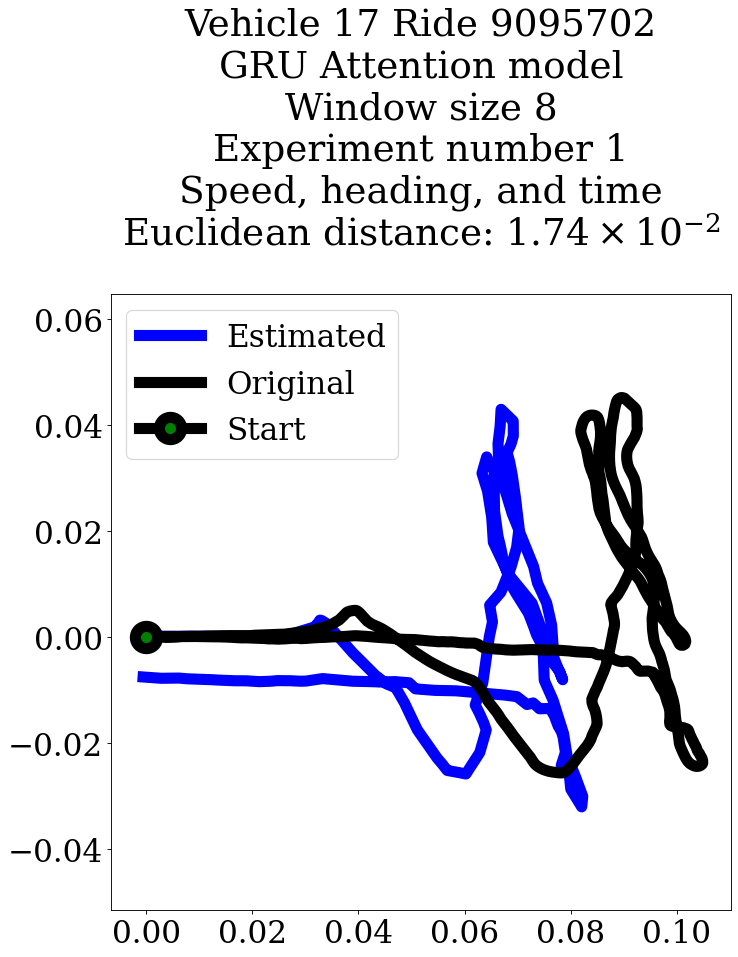 Vehicle 17 Ride 9095702
GRU Attention model
Window size 8
Experiment number 1
Speed, heading, and time
Euclidean distance: 1.74 × 10⁻²
0.06
0.04
0.02
0.00
−0.02
−0.04
Estimated
Original
Start
0.00 0.02 0.04 0.06 0.08 0.10